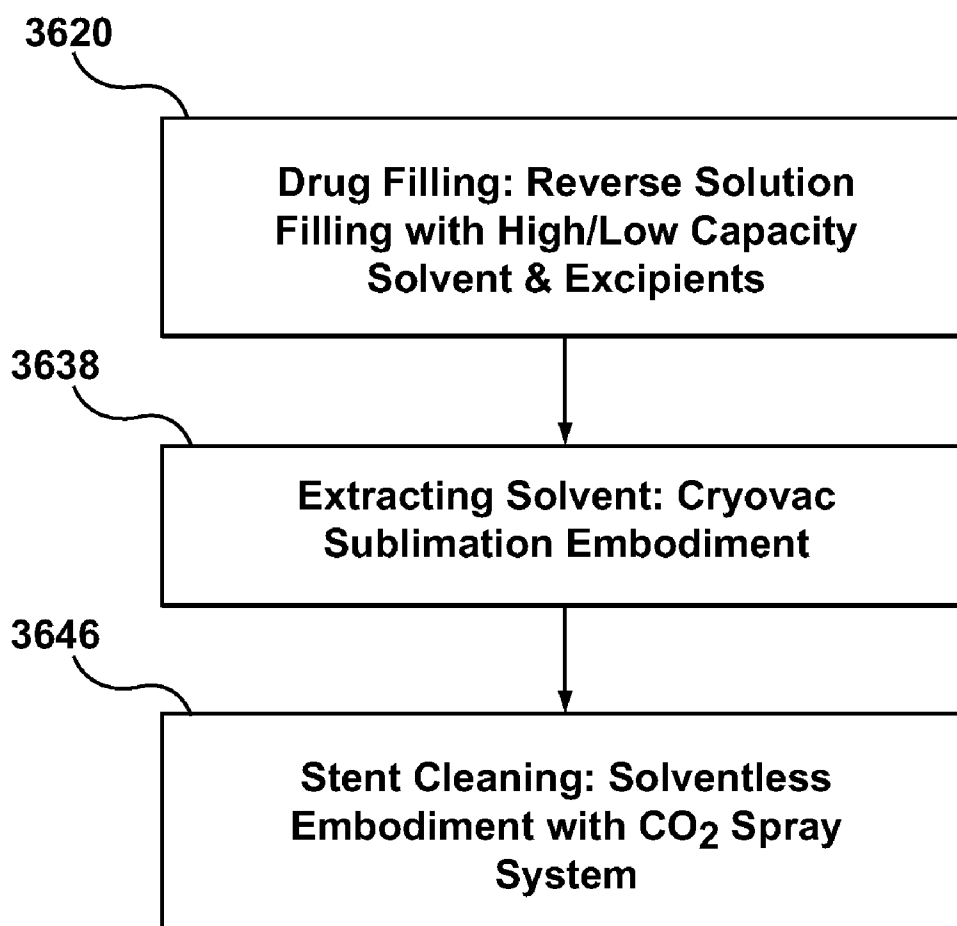 3620
Drug Filling: Reverse Solution
Filling with High/Low Capacity
Solvent & Excipients
3638
Extracting Solvent: Cryovac
Sublimation Embodiment
3646
Stent Cleaning: Solventless
Embodiment with CO₂ Spray
System